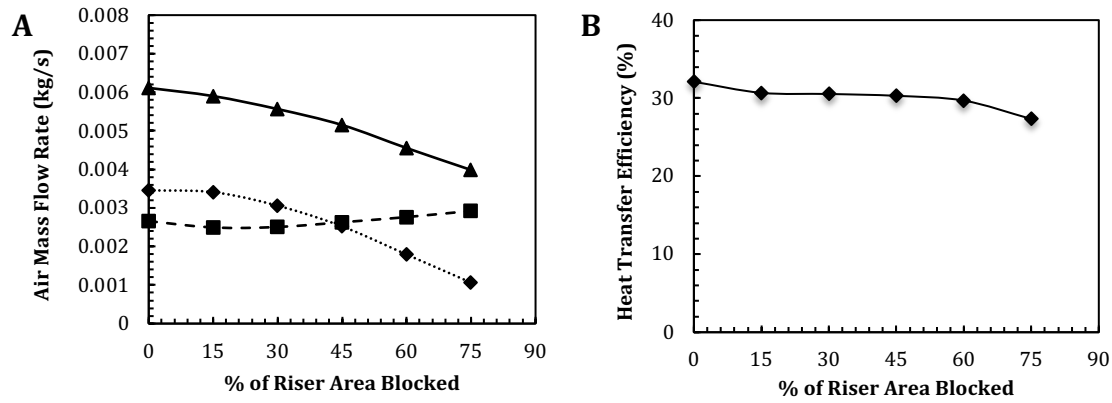 A
Air Mass Flow Rate (kg/s)
0.008
0.007
0.006
0.005
0.004
0.003
0.002
0.001
0
0 15 30 45 60 75 90
% of Riser Area Blocked
B
Heat Transfer Efficiency (%)
40
30
20
10
0
0 15 30 45 60 75 90
% of Riser Area Blocked